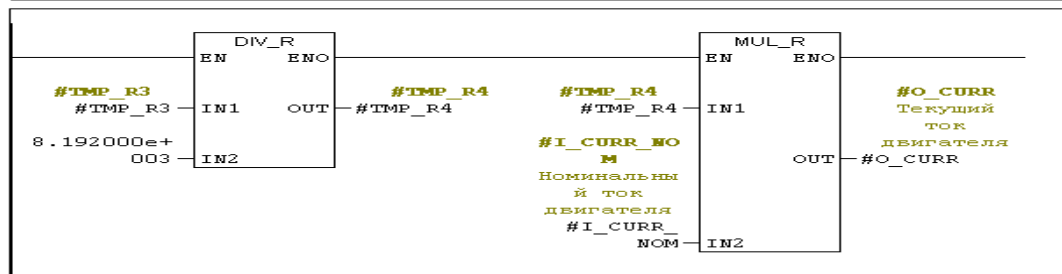 DIV_R
EN ENO
#TMP_R3
#TMP_R3 IN1
8.192000e+
003 IN2
#TMP_R4
OUT #TMP_R4
MUL_R
EN ENO
#TMP_R4
#TMP_R4 IN1
#I_CURR_NO
M
Номинальны
й ток
двигателя
#I_CURR_
NOM IN2
#O_CURR
Текущий
ток
двигателя
OUT #O_CURR